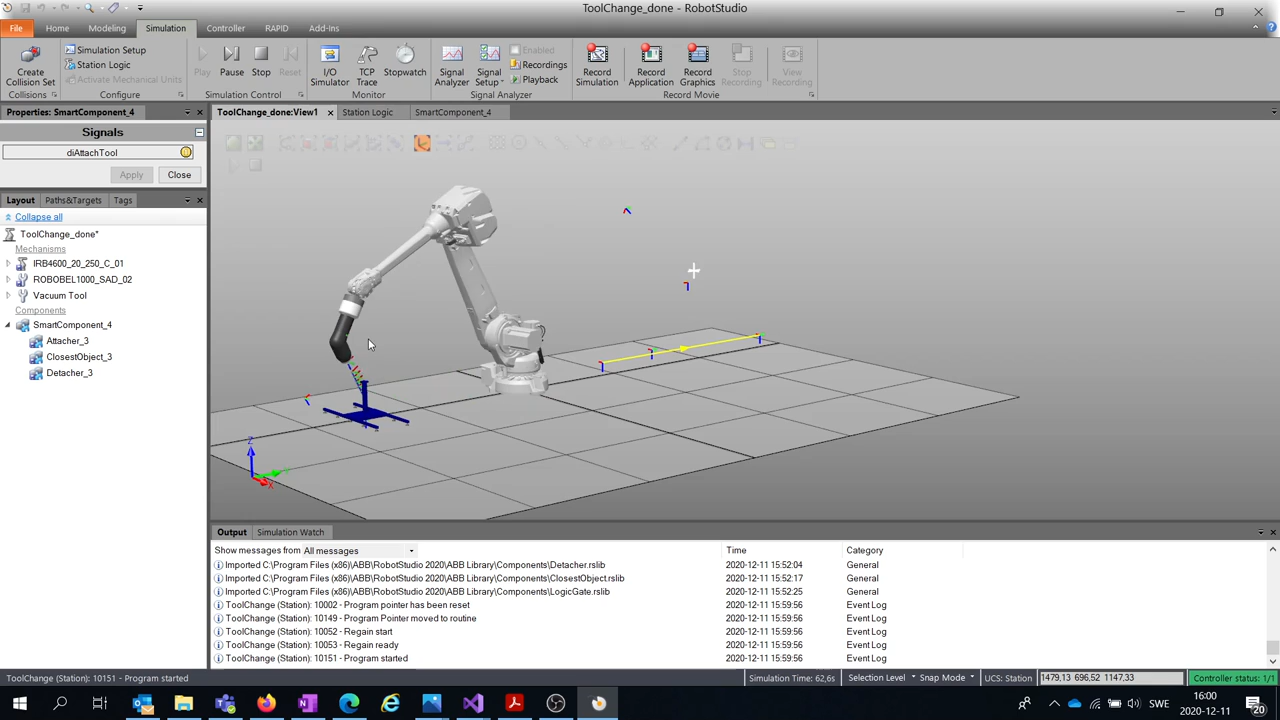 ToolChange_done - RobotStudio
File Home Modeling Simulation Controller RAPID Add-Ins
Create Collision Set
Collisions
Simulation Setup
Station Logic
Activate Mechanical Units
Configure
Play
Pause
Stop
Reset
Simulation Control
I/O Simulator
TCP Trace
Stopwatch
Monitor
Signal Analyzer
Signal Setup
Enabled
Recordings
Playback
Signal Analyzer
Record Simulation
Record Application
Record Graphics
Stop Recording
View Recording
Record Movie
Properties: SmartComponent_4
Signals
diAttachTool
Apply Close
Layout Paths&Targets Tags
Collapse all
ToolChange_done*
Mechanisms
IRB4600_20_250_C_01
ROBOBEL1000_SAD_02
Vacuum Tool
Components
SmartComponent_4
Attacher_3
ClosestObject_3
Detacher_3
ToolChange_done:View1 Station Logic SmartComponent_4
Z
X
Output Simulation Watch
Show messages from All messages Time Category
Imported C:\Program Files (x86)\ABB\RobotStudio 2020\ABB Library\Components\Detacher.rslib 2020-12-11 15:52:04 General
Imported C:\Program Files (x86)\ABB\RobotStudio 2020\ABB Library\Components\ClosestObject.rslib 2020-12-11 15:52:17 General
Imported C:\Program Files (x86)\ABB\RobotStudio 2020\ABB Library\Components\LogicGate.rslib 2020-12-11 15:52:25 General
ToolChange (Station): 10002 - Program pointer has been reset 2020-12-11 15:59:56 Event Log
ToolChange (Station): 10149 - Program Pointer moved to routine 2020-12-11 15:59:56 Event Log
ToolChange (Station): 10052 - Regain start 2020-12-11 15:59:56 Event Log
ToolChange (Station): 10053 - Regain ready 2020-12-11 15:59:56 Event Log
ToolChange (Station): 10151 - Program started 2020-12-11 15:59:56 Event Log
ToolChange (Station): 10151 - Program started Simulation Time: 62,6s Selection Level Snap Mode UCS: Station 1479,13 696,52 1147,33 Controller status: 1/1
SWE
16:00
2020-12-11
20